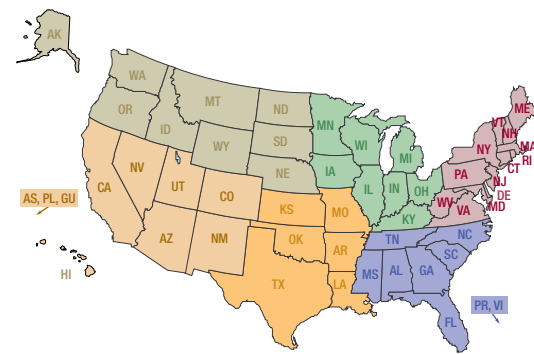 AK
WA
MT
ND
MN
ME
VT
NH
OR
ID
SD
WI
MI
NY
MA
RI
CT
WY
NE
IA
PA
NJ
DE
MD
NV
UT
CO
IL
IN
OH
WV
VA
CA
KS
MO
KY
AS, PL, GU
AZ
NM
OK
AR
TN
NC
SC
HI
TX
LA
MS
AL
GA
PR, VI
FL